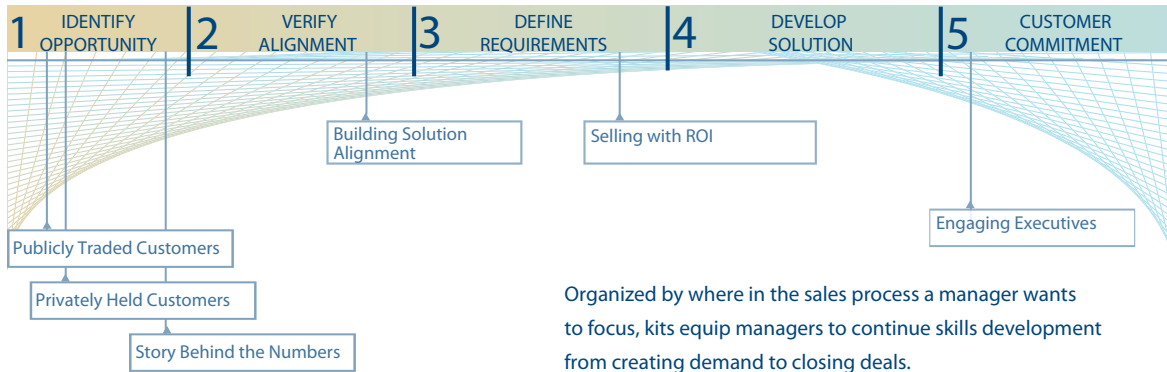 1 IDENTIFY
OPPORTUNITY
2 VERIFY
ALIGNMENT
3 DEFINE
REQUIREMENTS
4 DEVELOP
SOLUTION
5 CUSTOMER
COMMITMENT
Building Solution
Alignment
Selling with ROI
Engaging Executives
Publicly Traded Customers
Privately Held Customers
Story Behind the Numbers
Organized by where in the sales process a manager wants
to focus, kits equip managers to continue skills development
from creating demand to closing deals.